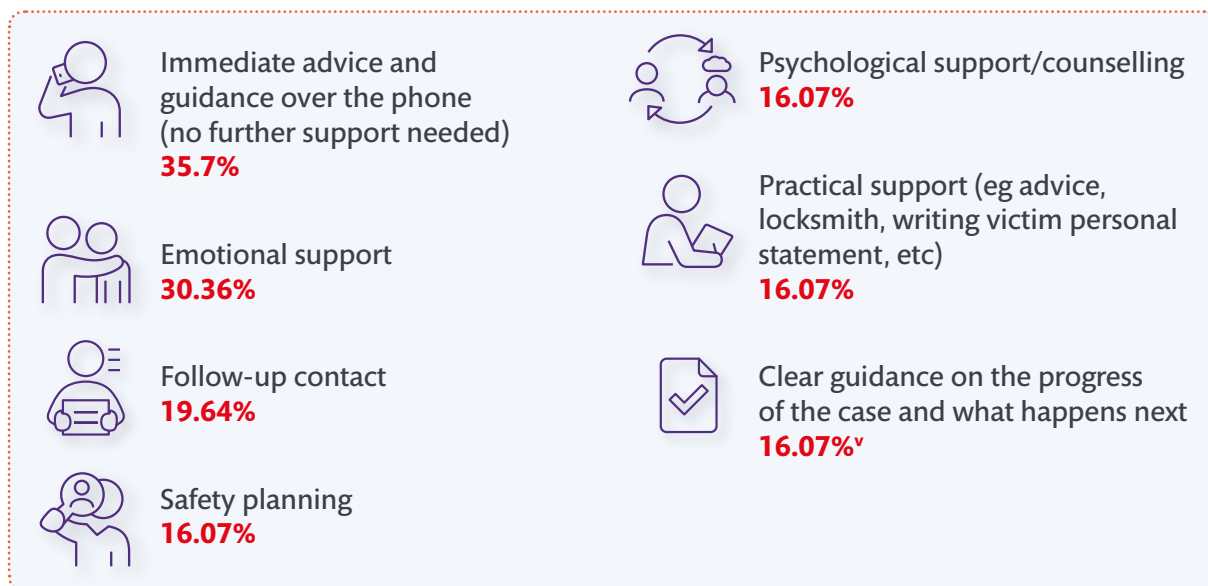 Immediate advice and
guidance over the phone
(no further support needed)
35.7%
Emotional support
30.36%
Follow-up contact
19.64%
Safety planning
16.07%
Psychological support/counselling
16.07%
Practical support (eg advice,
locksmith, writing victim personal
statement, etc)
16.07%
Clear guidance on the progress
of the case and what happens next
16.07%ᵛ